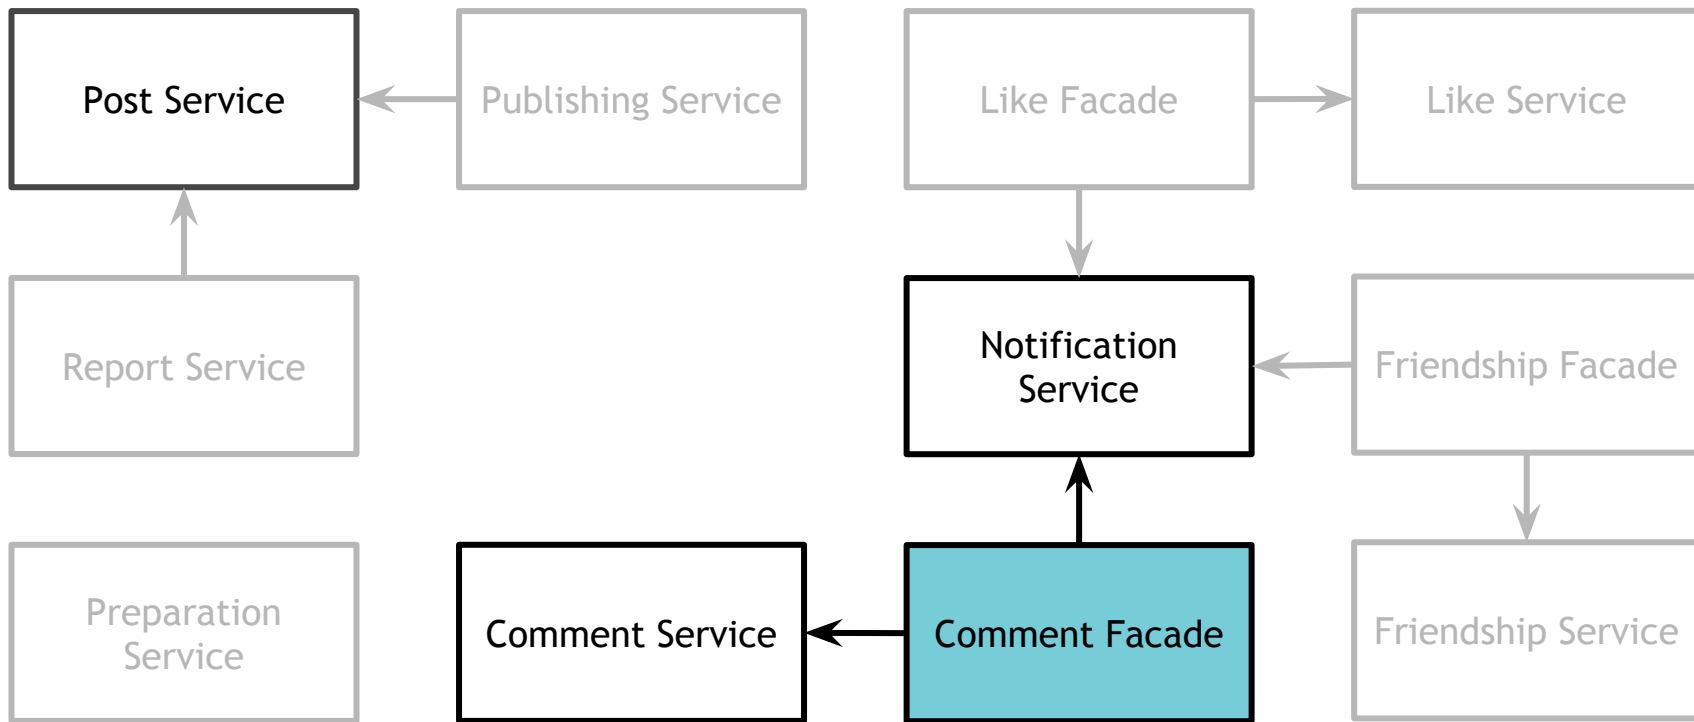 Post Service
Publishing Service
Like Facade
Like Service
Report Service
Notification
Service
Friendship Facade
Preparation
Service
Comment Service
Comment Facade
Friendship Service